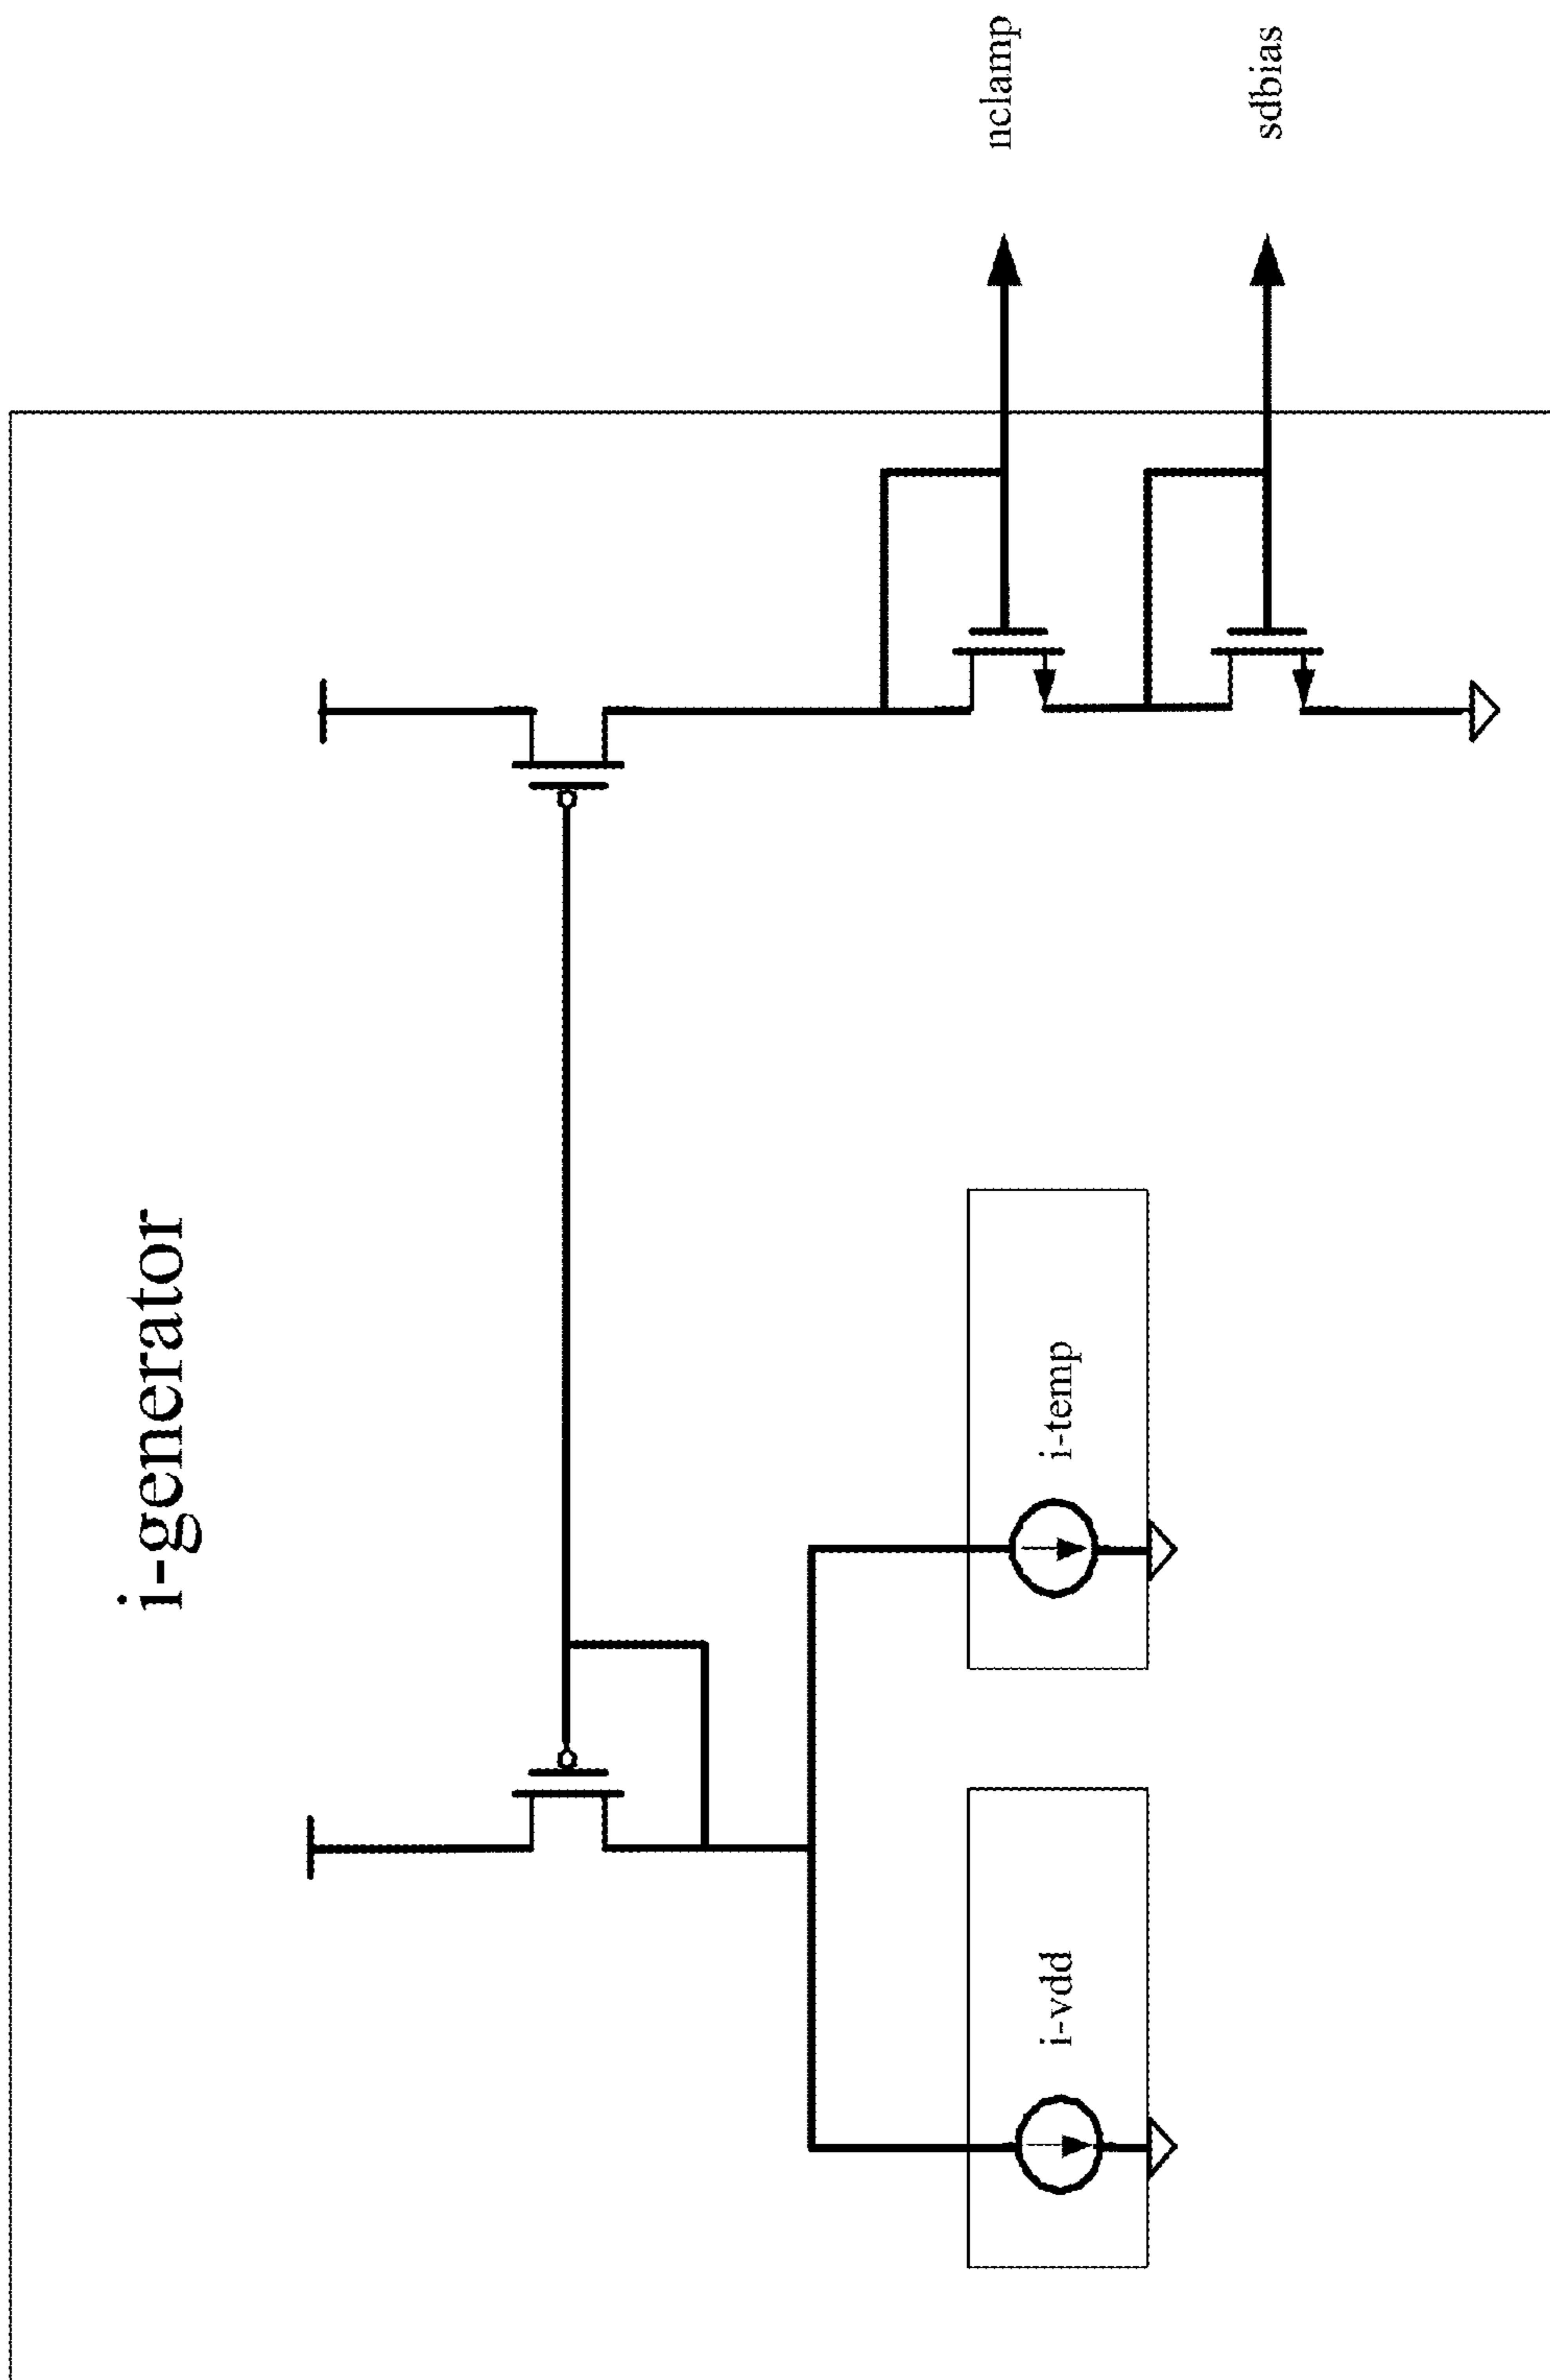 i-generator
i-vdd
i-temp
nclamp
sdbias